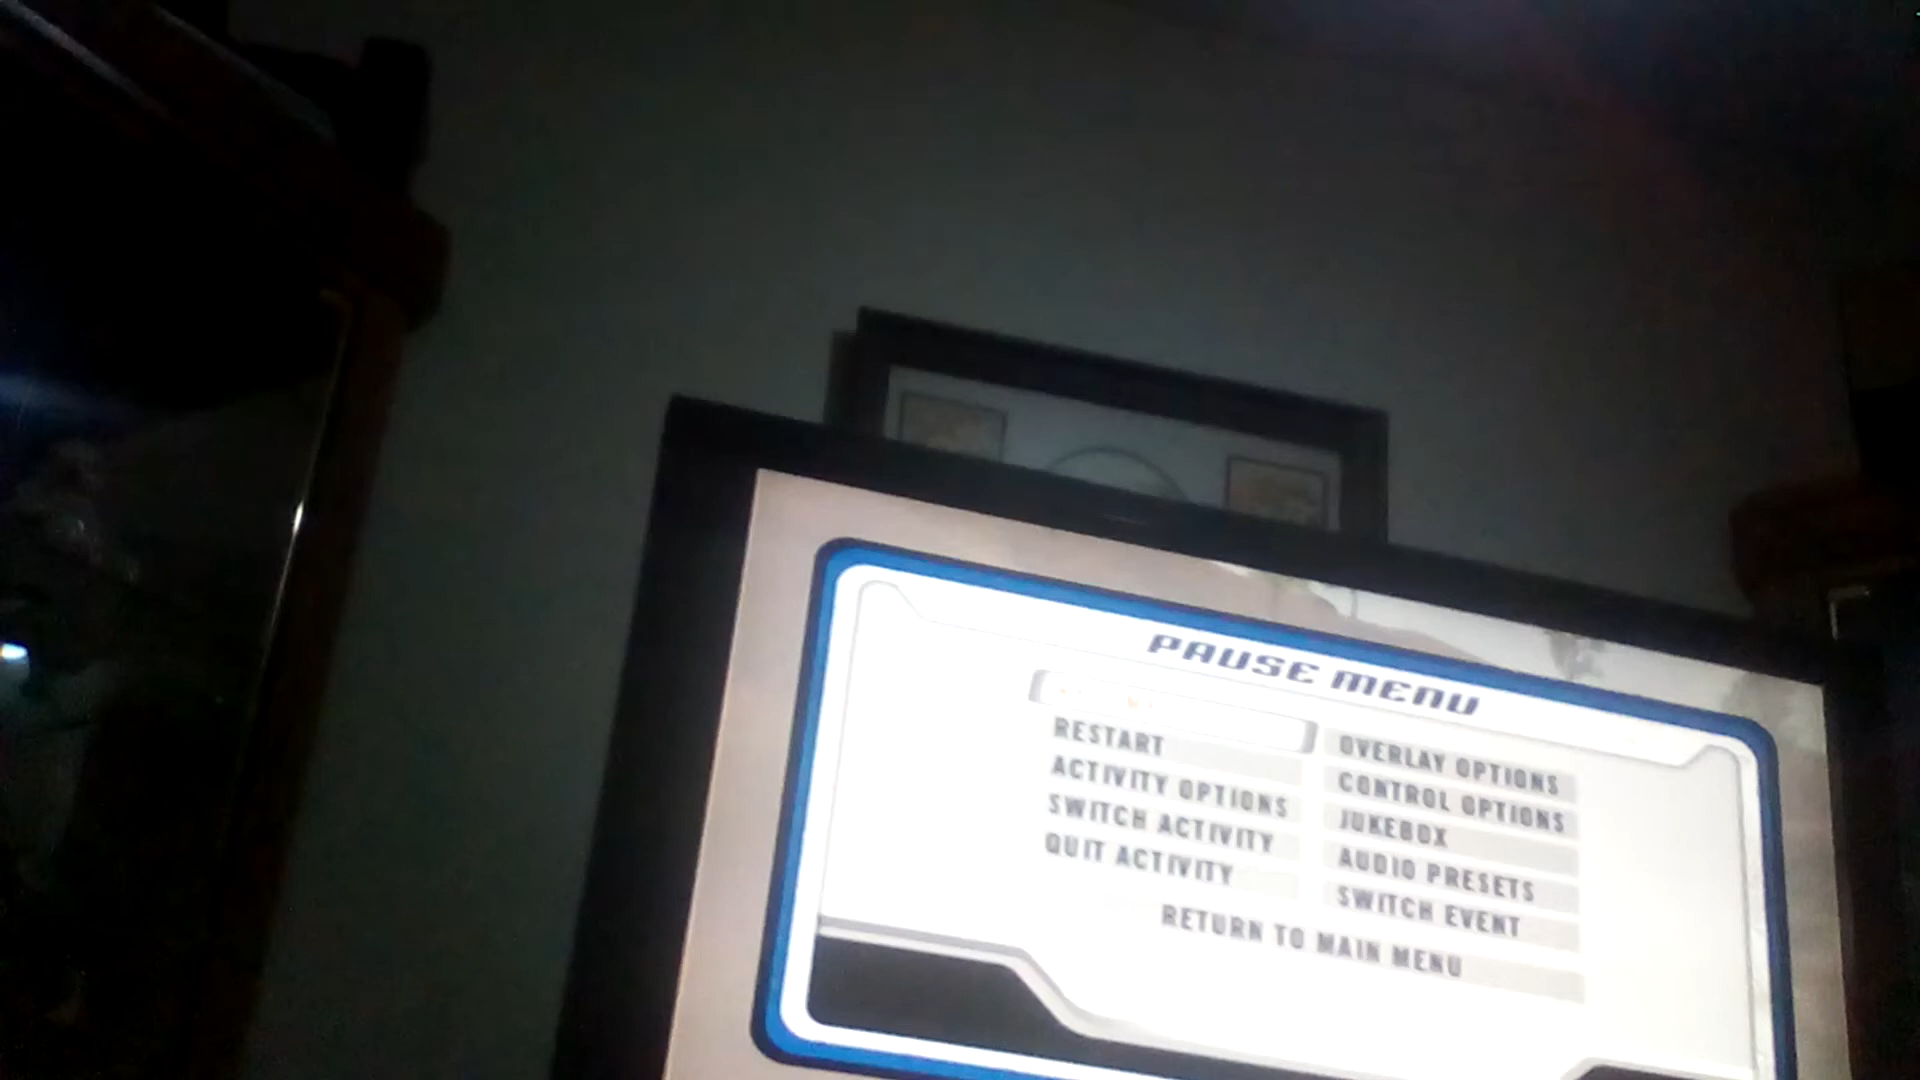 PAUSE MENU
RESTART
ACTIVITY OPTIONS
SWITCH ACTIVITY
QUIT ACTIVITY
OVERLAY OPTIONS
CONTROL OPTIONS
JUKEBOX
AUDIO PRESETS
SWITCH EVENT
RETURN TO MAIN MENU